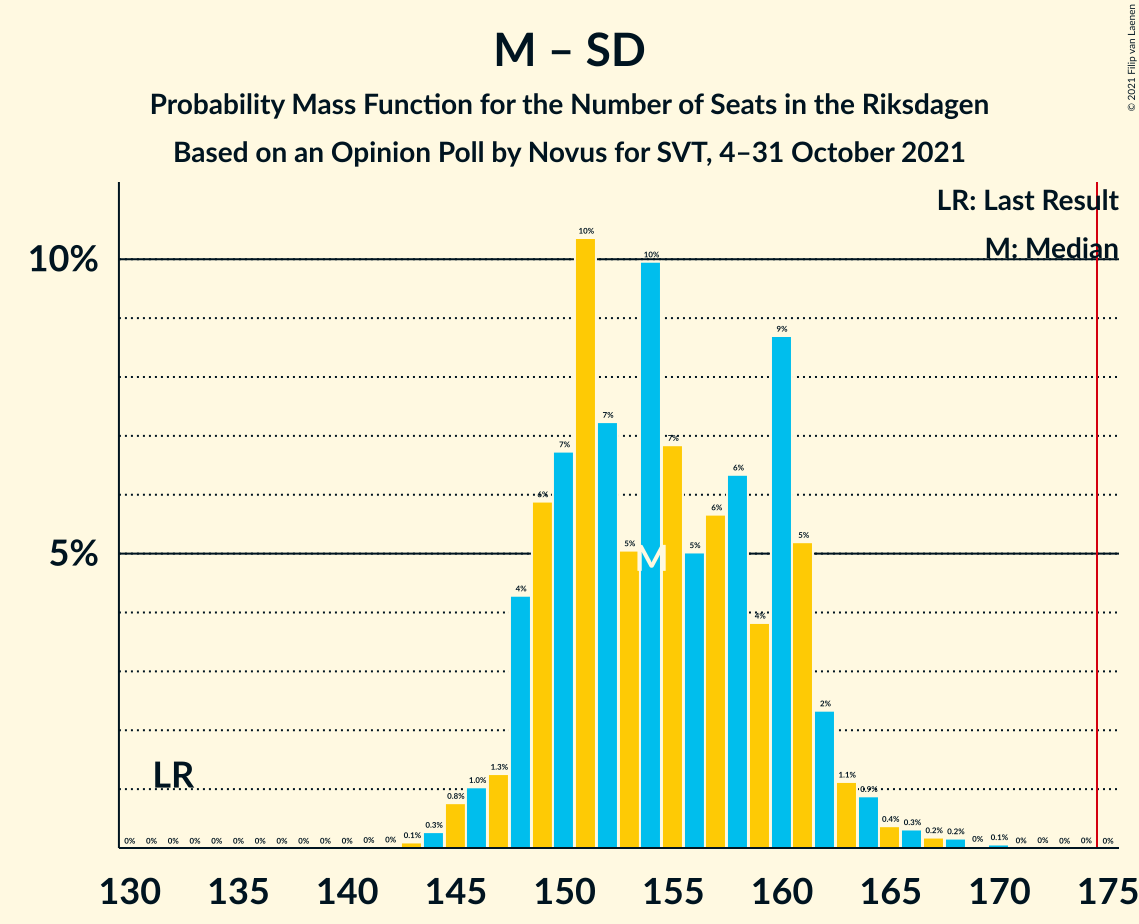 M – SD
Probability Mass Function for the Number of Seats in the Riksdagen
Based on an Opinion Poll by Novus for SVT, 4–31 October 2021
© 2021 Filip van Laenen
LR: Last Result
M: Median
10%
5%
LR
M
0% 0% 0% 0% 0% 0% 0% 0% 0% 0% 0% 0% 0% 0.1% 0.3% 0.8% 1.0% 1.3% 4% 6% 7% 10% 7% 5% 10% 7% 5% 6% 6% 4% 9% 5% 2% 1.1% 0.9% 0.4% 0.3% 0.2% 0.2% 0% 0.1% 0% 0% 0% 0% 0%
130 135 140 145 150 155 160 165 170 175